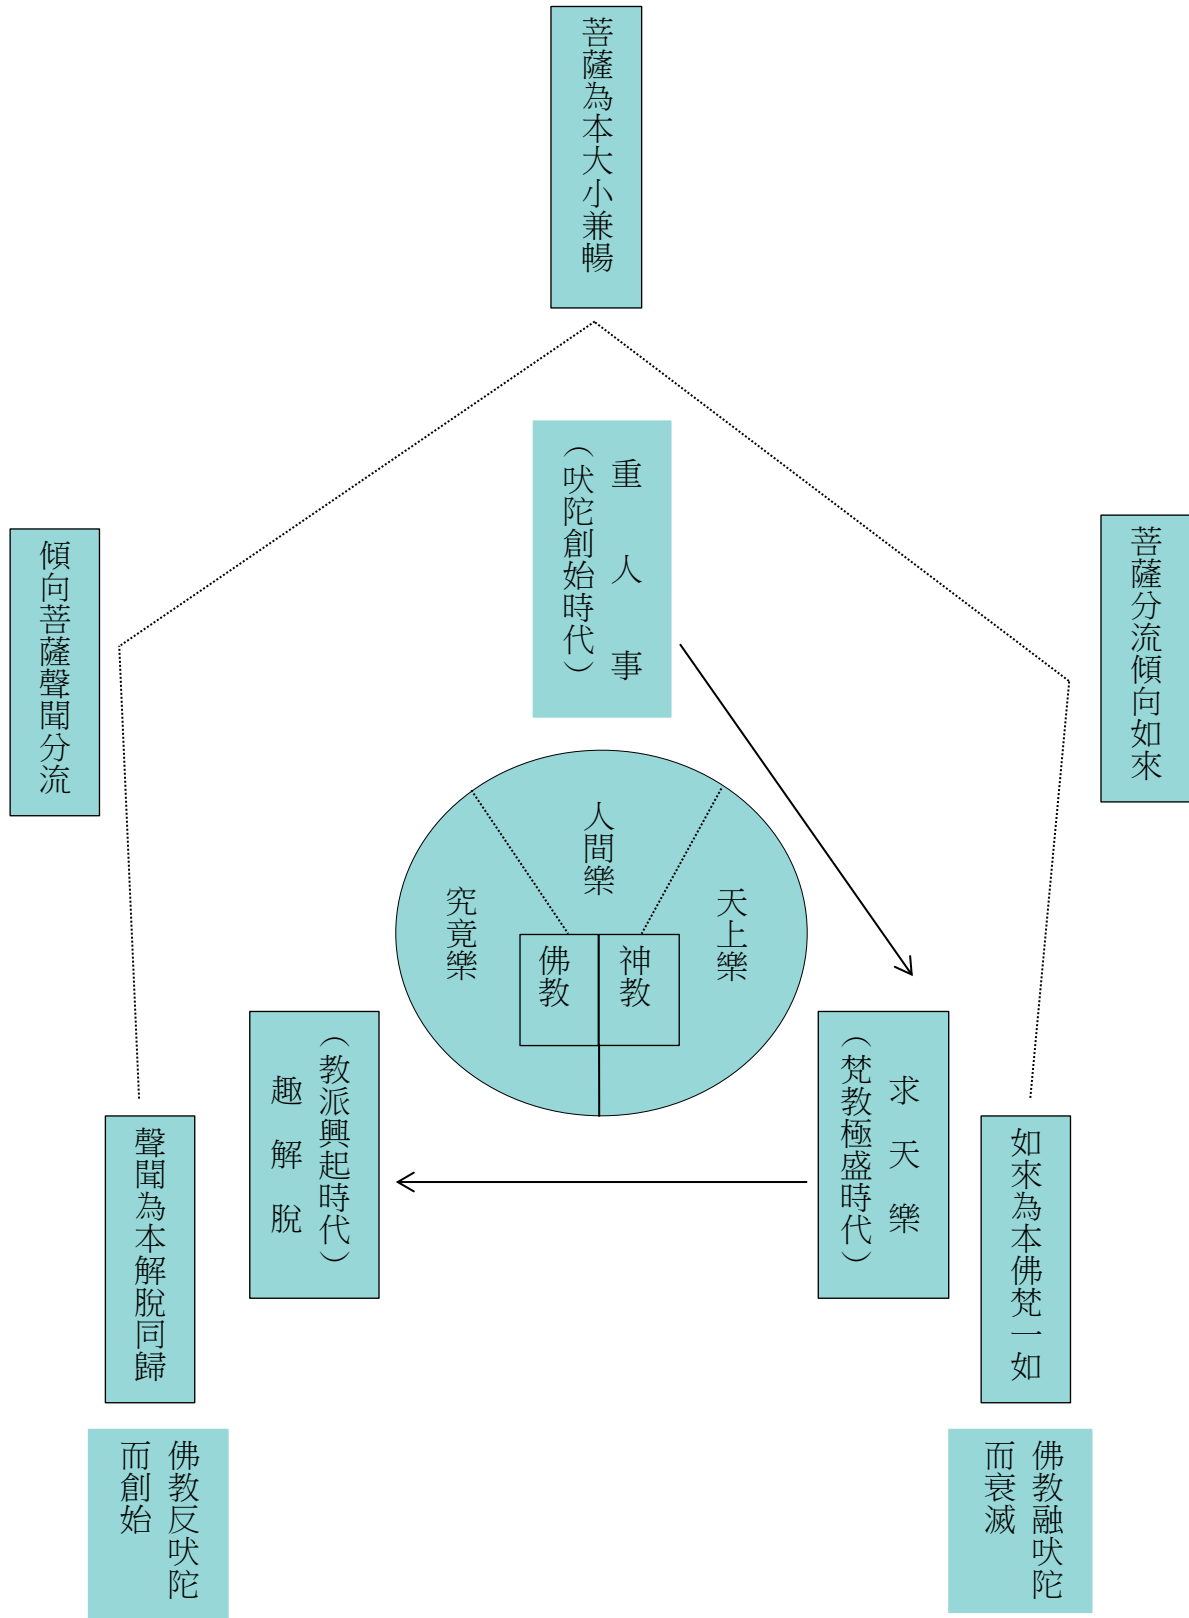 菩薩為本大小兼暢
重人事
（吠陀創始時代）
菩薩分流傾向如來
傾向菩薩聲聞分流
人間樂
天上樂
究竟樂
神教
佛教
求天樂
（梵教極盛時代）
（教派興起時代）
趣解脫
如來為本佛梵一如
聲聞為本解脫同歸
佛教融吠陀
而衰滅
佛教反吠陀
而創始